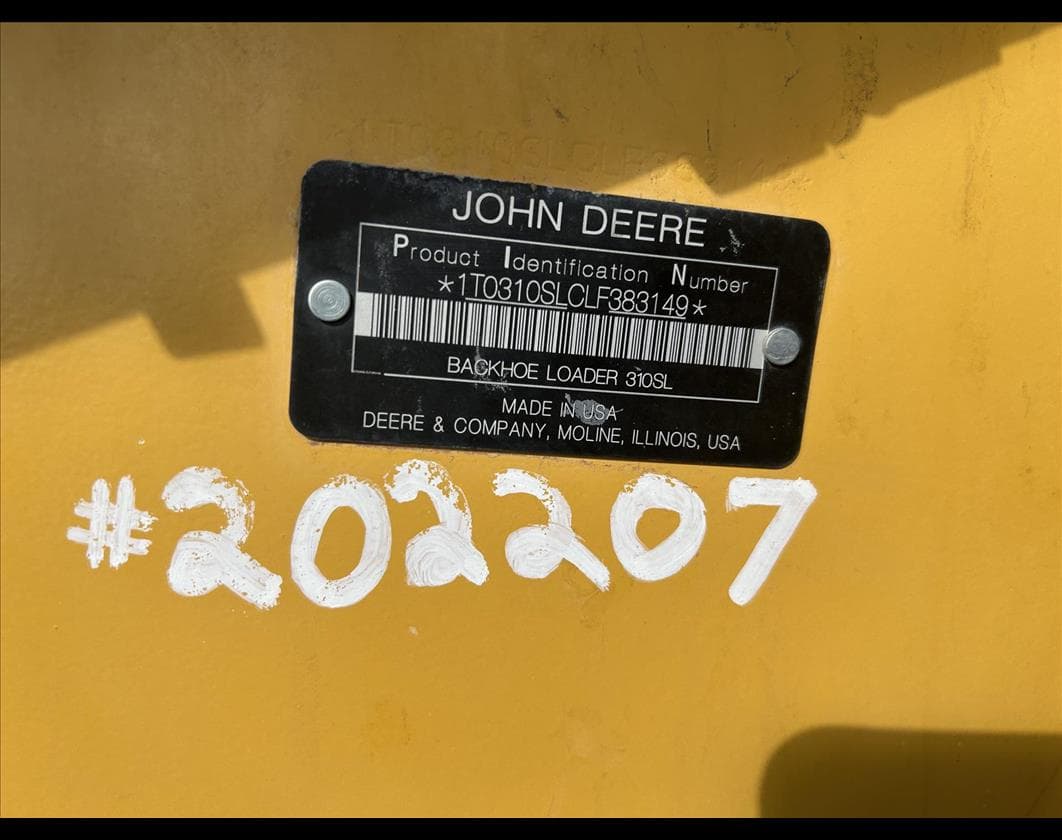 JOHN DEERE
Product Identification Number
*1T0310SLCLF383149*
BACKHOE LOADER 310SL
MADE IN USA
DEERE & COMPANY, MOLINE, ILLINOIS, USA
#202207